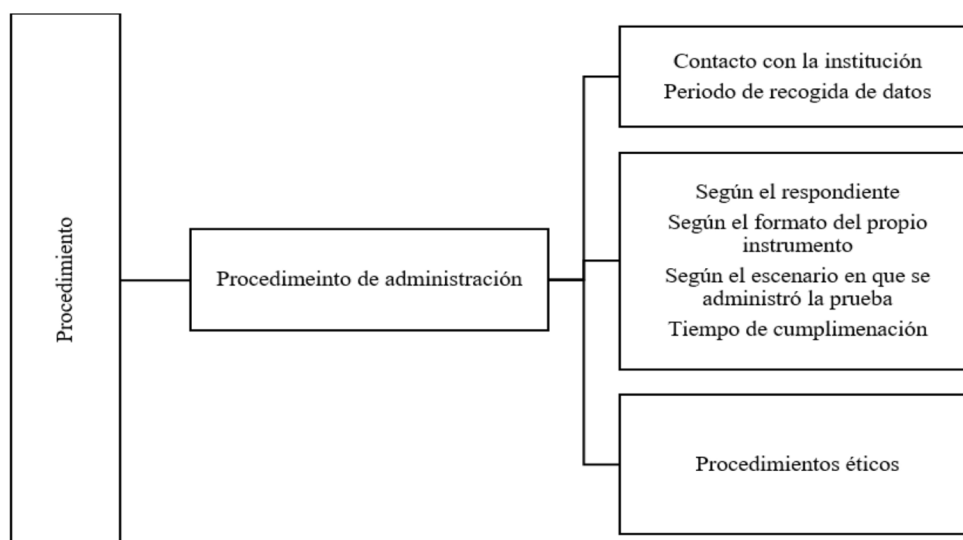 Procedimiento
Procedimeinto de administración
Contacto con la institución
Periodo de recogida de datos
Según el respondiente
Según el formato del propio
instrumento
Según el escenario en que se
administró la prueba
Tiempo de cumplimenación
Procedimientos éticos